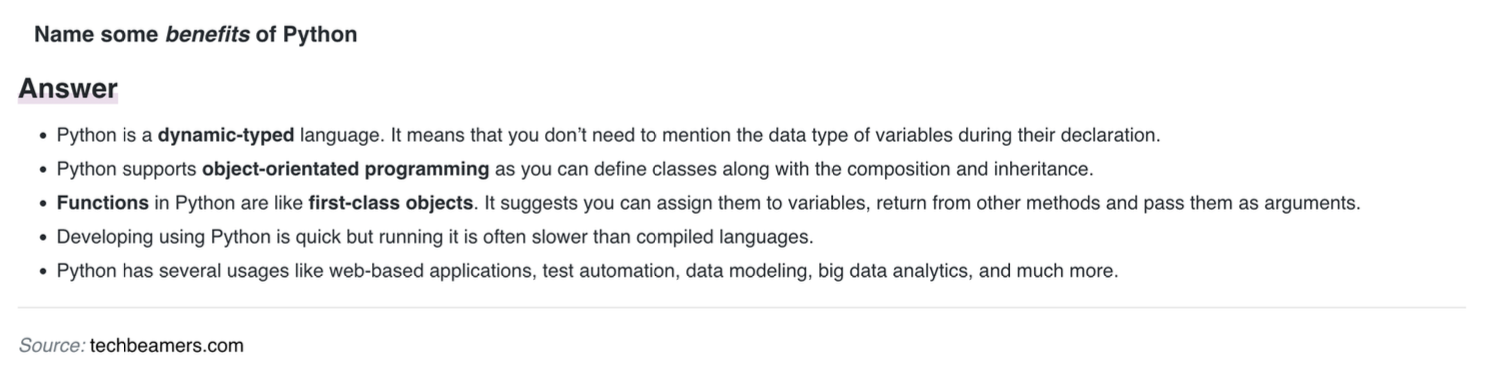 Name some benefits of Python
Answer
• Python is a dynamic-typed language. It means that you don’t need to mention the data type of variables during their declaration.
• Python supports object-orientated programming as you can define classes along with the composition and inheritance.
• Functions in Python are like first-class objects. It suggests you can assign them to variables, return from other methods and pass them as arguments.
• Developing using Python is quick but running it is often slower than compiled languages.
• Python has several usages like web-based applications, test automation, data modeling, big data analytics, and much more.
Source: techbeamers.com